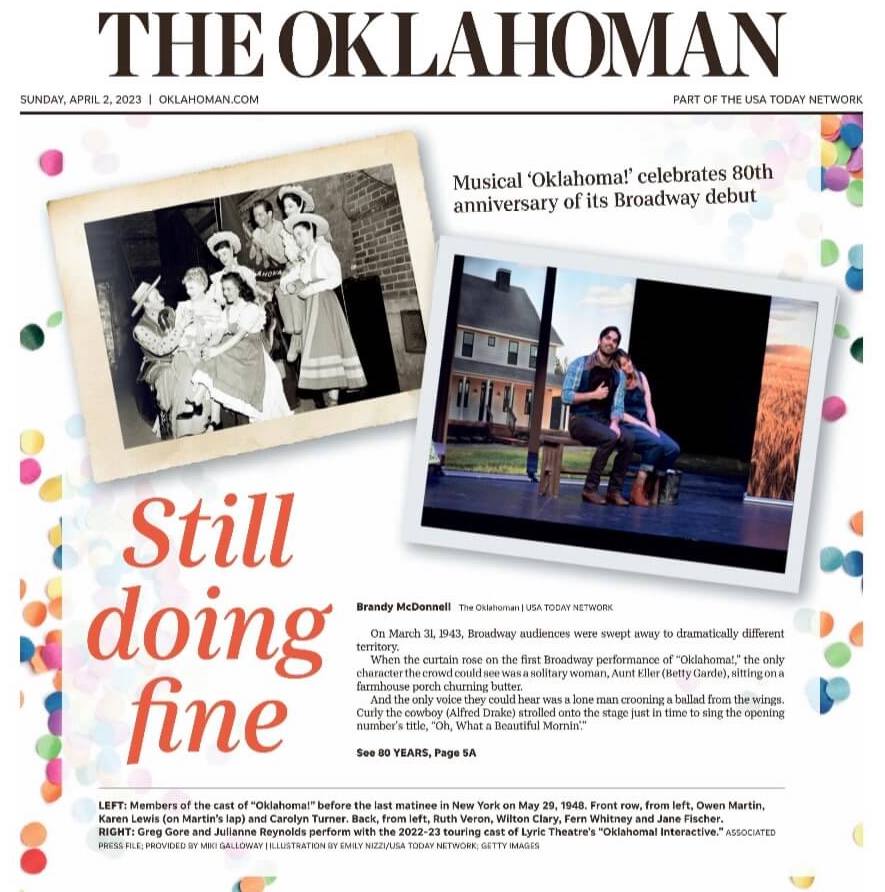 THE OKLAHOMAN
SUNDAY, APRIL 2, 2023 | OKLAHOMAN.COM
PART OF THE USA TODAY NETWORK
Musical ‘Oklahoma!’ celebrates 80th
anniversary of its Broadway debut
Still
doing
fine
Brandy McDonnell The Oklahoman | USA TODAY NETWORK
On March 31, 1943, Broadway audiences were swept away to dramatically different
territory.
When the curtain rose on the first Broadway performance of “Oklahoma!,” the only
character the crowd could see was a solitary woman, Aunt Eller (Betty Garde), sitting on a
farmhouse porch churning butter.
And the only voice they could hear was a lone man crooning a ballad from the wings.
Curly the cowboy (Alfred Drake) strolled onto the stage just in time to sing the opening
number’s title, “Oh, What a Beautiful Mornin’.”
See 80 YEARS, Page 5A
LEFT: Members of the cast of “Oklahoma!” before the last matinee in New York on May 29, 1948. Front row, from left, Owen Martin,
Karen Lewis (on Martin’s lap) and Carolyn Turner. Back, from left, Ruth Veron, Wilton Clary, Fern Whitney and Jane Fischer.
RIGHT: Greg Gore and Julianne Reynolds perform with the 2022-23 touring cast of Lyric Theatre’s “Oklahoma! Interactive.” ASSOCIATED
PRESS FILE; PROVIDED BY MIKI GALLOWAY | ILLUSTRATION BY EMILY NIZZI/USA TODAY NETWORK; GETTY IMAGES